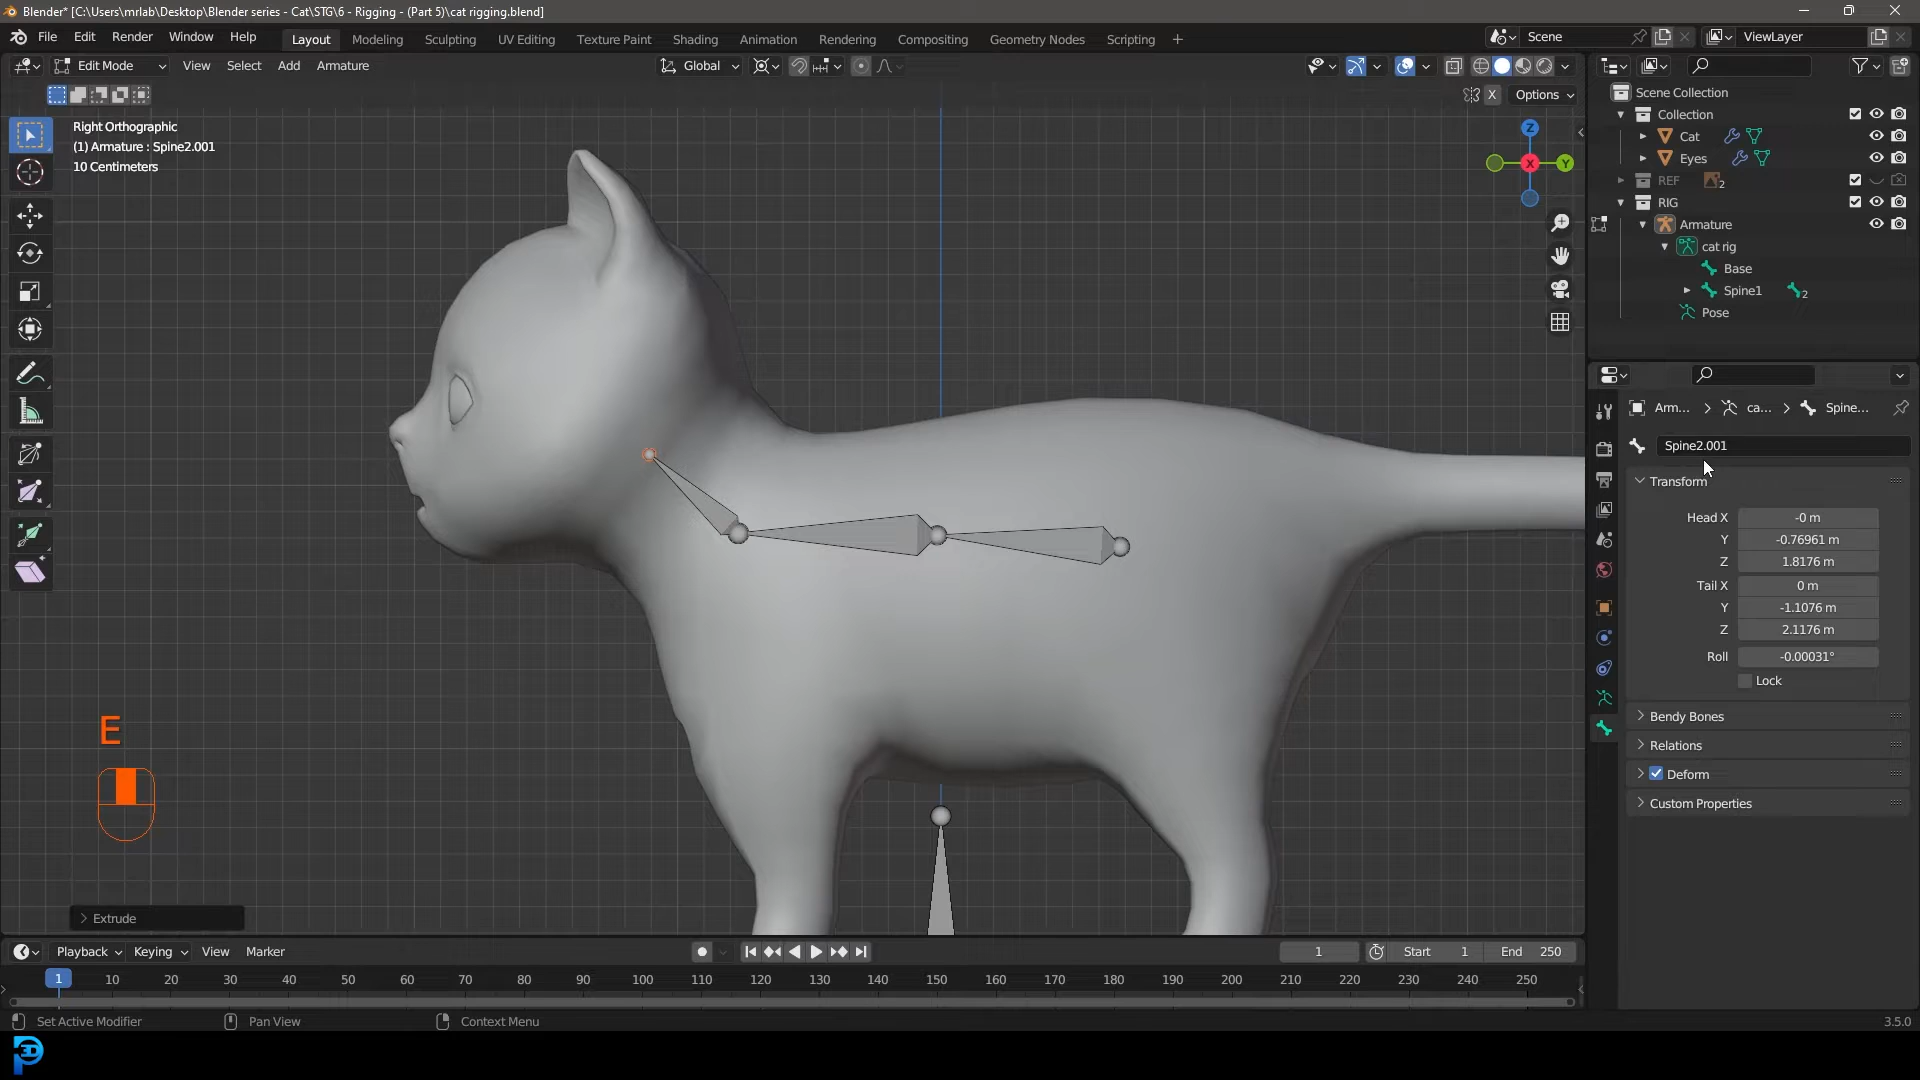 Blender* [C:\Users\mrlab\Desktop\Blender series - Cat\STG\6 - Rigging - (Part 5)\cat rigging.blend]
File Edit Render Window Help Layout Modeling Sculpting UV Editing Texture Paint Shading Animation Rendering Compositing Geometry Nodes Scripting + Scene ViewLayer
Edit Mode View Select Add Armature Global
X Options
Right Orthographic
(1) Armature : Spine2.001
10 Centimeters
Z
X Y
Scene Collection
Collection
Cat
Eyes
REF 2
RIG
Armature
cat rig
Base
Spine1 2
Pose
Arm... > ca... > Spine...
Spine2.001
Transform
Head X -0 m
Y -0.76961 m
Z 1.8176 m
Tail X 0 m
Y -1.1076 m
Z 2.1176 m
Roll -0.00031°
Lock
Bendy Bones
Relations
Deform
Custom Properties
E
Extrude
Playback Keying View Marker 1 Start 1 End 250
1 10 20 30 40 50 60 70 80 90 100 110 120 130 140 150 160 170 180 190 200 210 220 230 240 250
Set Active Modifier Pan View Context Menu 3.5.0
3D